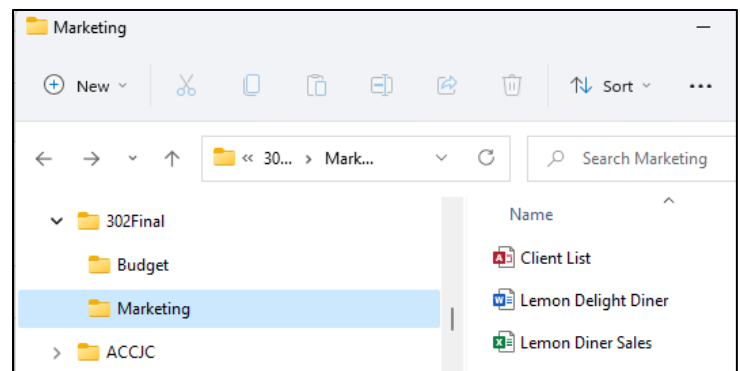 Marketing
New Sort ...
« 30... > Mark... Search Marketing
302Final
Budget
Marketing
ACCJC
Name
Client List
Lemon Delight Diner
Lemon Diner Sales